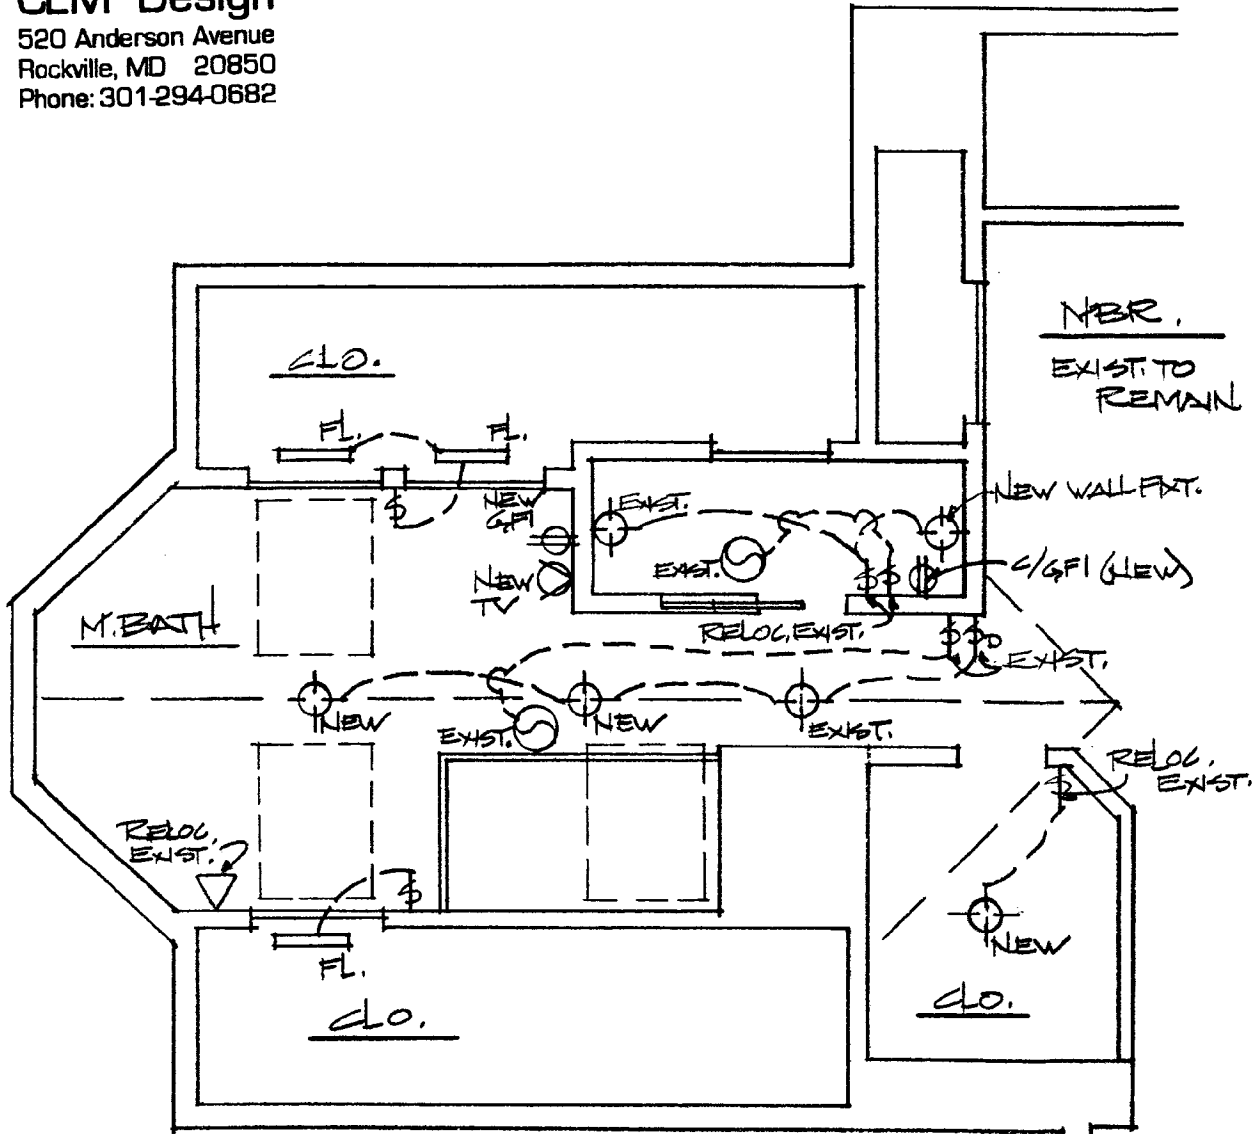 CLM Design
520 Anderson Avenue
Rockville, MD 20850
Phone: 301-294-0682
MBR.
EXIST. TO
REMAIN
CLO.
FL.
FL.
NEW
GFI
EXIST.
NEW WALL FIXT.
EXIST.
C/GFI (NEW)
NEW
TV
M. BATH
RELOC. EXIST.
EXIST.
NEW
EXIST.
NEW
EXIST.
RELOC.
EXIST.
RELOC.
EXIST.
NEW
FL.
CLO.
CLO.